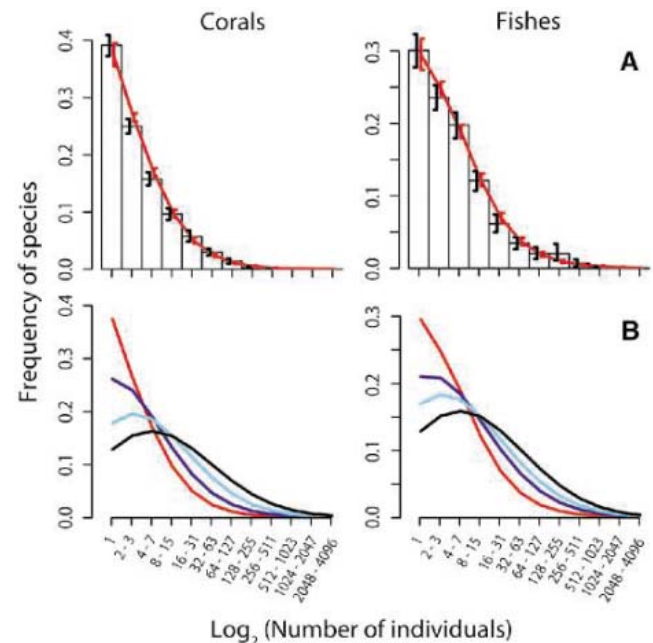 Corals
Fishes
A
0.4
0.3
0.2
0.1
0.0
0.3
0.2
0.1
0.0
Frequency of species
B
0.4
0.3
0.2
0.1
0.0
0.3
0.2
0.1
0.0
1
2 - 3
4 - 7
8 - 15
16 - 31
32 - 63
64 - 127
128 - 255
256 - 511
512 - 1023
1024 - 2047
2048 - 4096
1
2 - 3
4 - 7
8 - 15
16 - 31
32 - 63
64 - 127
128 - 255
256 - 511
512 - 1023
1024 - 2047
2048 - 4096
Log₂ (Number of individuals)